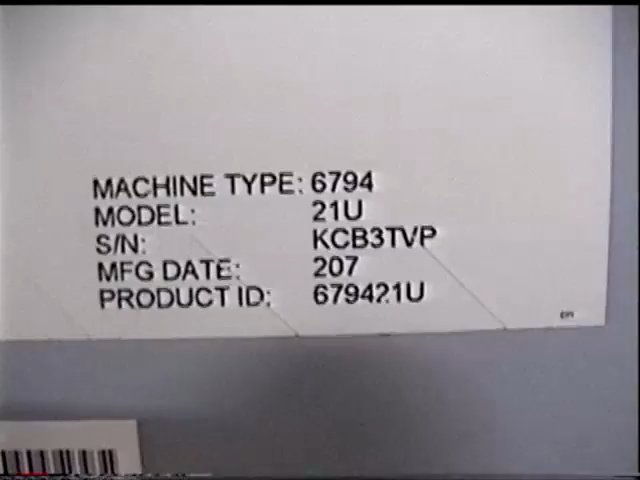 MACHINE TYPE: 6794
MODEL: 21U
S/N: KCB3TVP
MFG DATE: 207
PRODUCT ID: 679421U